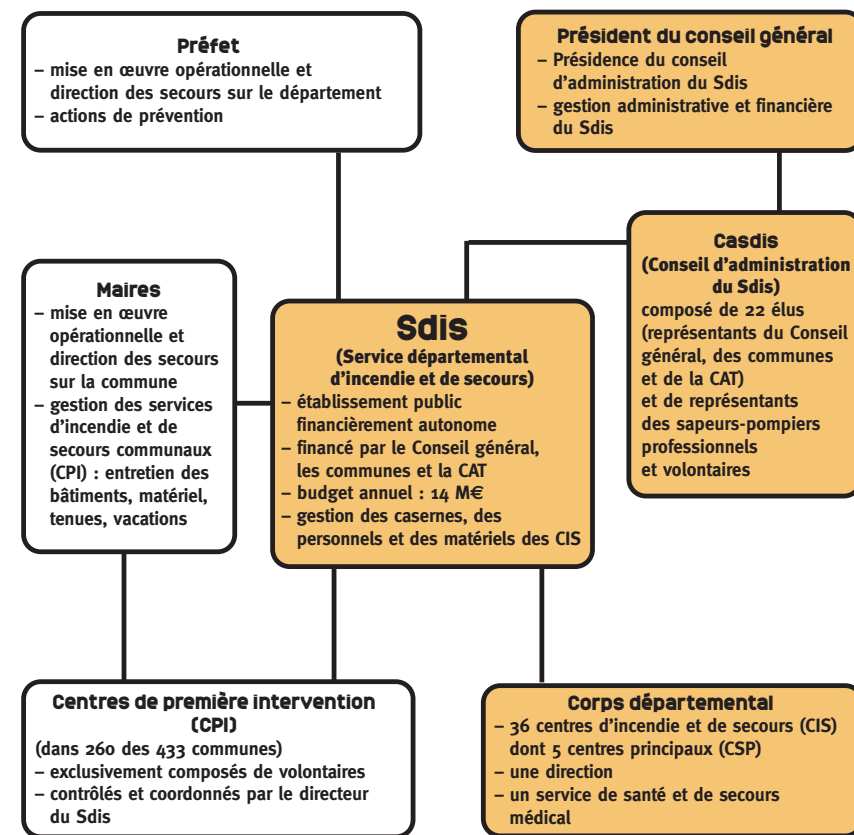 Préfet
– mise en œuvre opérationnelle et
direction des secours sur le département
– actions de prévention
Président du conseil général
– Présidence du conseil
d'administration du Sdis
– gestion administrative et financière
du Sdis
Casdis
(Conseil d'administration
du Sdis)
composé de 22 élus
(représentants du Conseil
général, des communes
et de la CAT)
et de représentants
des sapeurs-pompiers
professionnels
et volontaires
Maires
– mise en œuvre
opérationnelle et
direction des secours
sur la commune
– gestion des services
d'incendie et de
secours communaux
(CPI) : entretien des
bâtiments, matériel,
tenues, vacations
Sdis
(Service départemental
d'incendie et de secours)
– établissement public
financièrement autonome
– financé par le Conseil général,
les communes et la CAT
– budget annuel : 14 M€
– gestion des casernes, des
personnels et des matériels des CIS
Centres de première intervention
(CPI)
(dans 260 des 433 communes)
– exclusivement composés de volontaires
– contrôlés et coordonnés par le directeur
du Sdis
Corps départemental
– 36 centres d'incendie et de secours (CIS)
dont 5 centres principaux (CSP)
– une direction
– un service de santé et de secours
médical